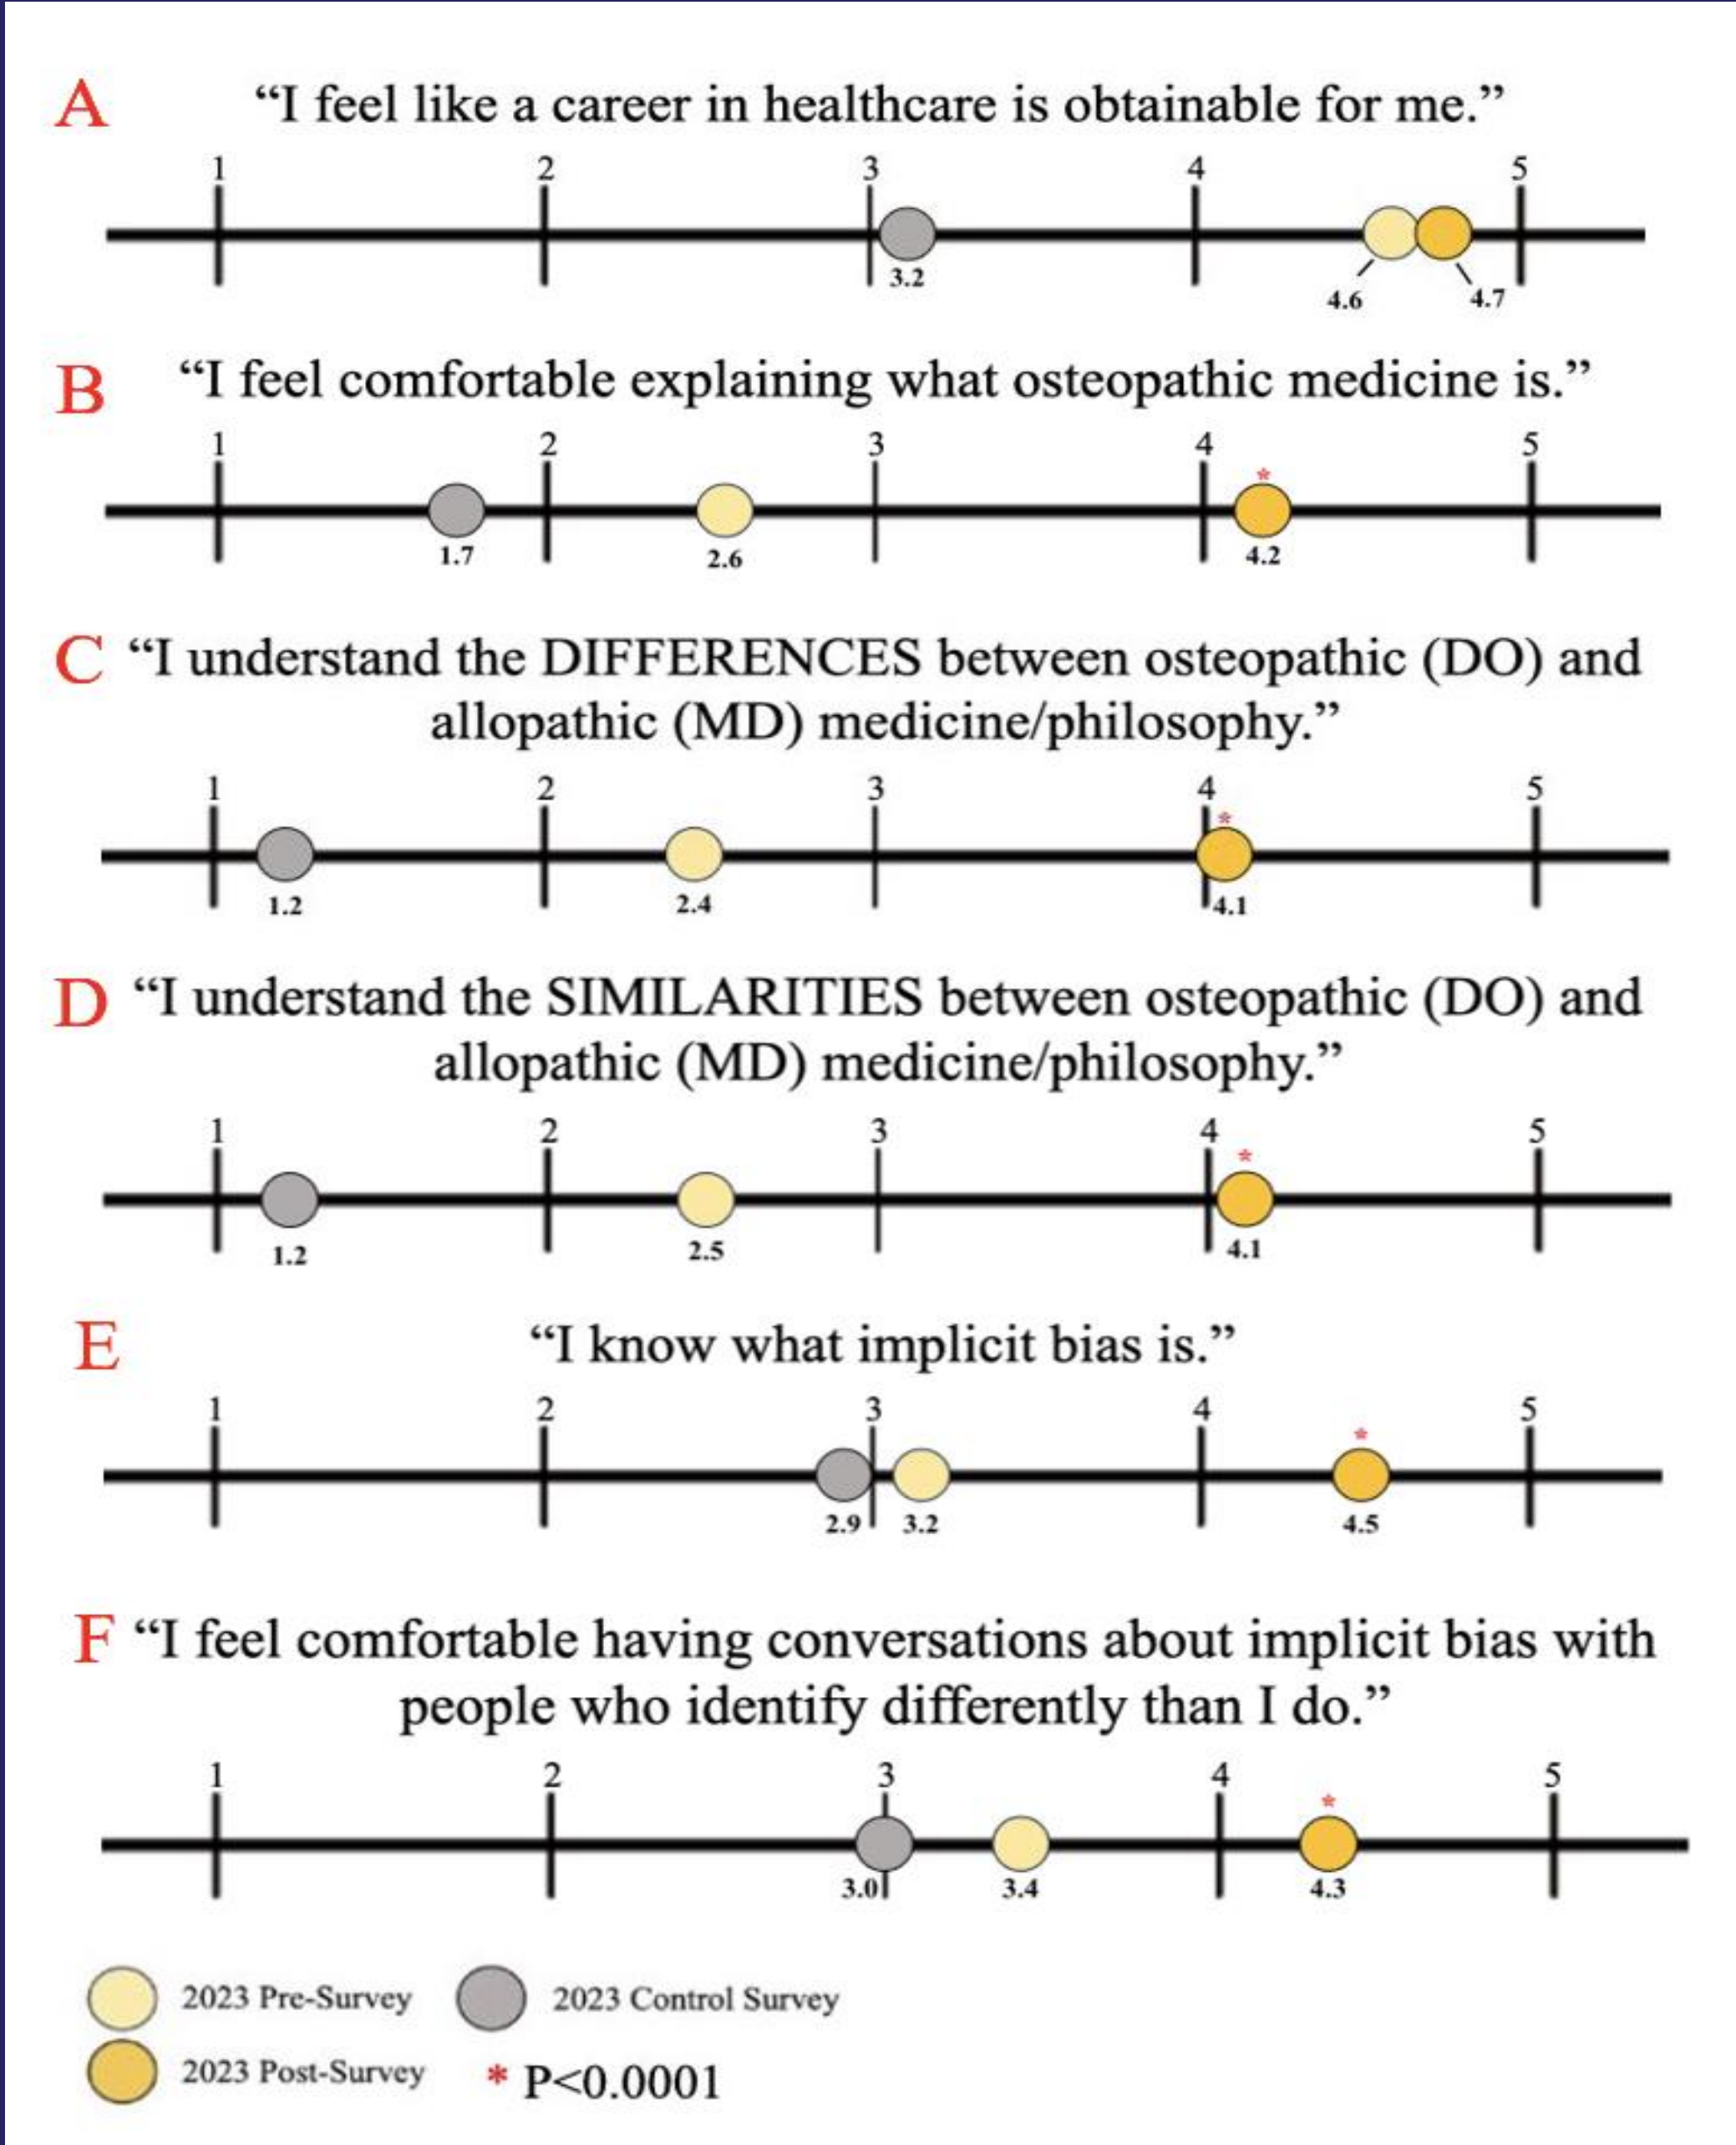 A “I feel like a career in healthcare is obtainable for me.”
1 2 3 4 5
3.2 4.6 4.7
B “I feel comfortable explaining what osteopathic medicine is.”
1 2 3 4 5
*
1.7 2.6 4.2
C “I understand the DIFFERENCES between osteopathic (DO) and
allopathic (MD) medicine/philosophy.”
1 2 3 4 5
*
1.2 2.4 4.1
D “I understand the SIMILARITIES between osteopathic (DO) and
allopathic (MD) medicine/philosophy.”
1 2 3 4 5
*
1.2 2.5 4.1
E “I know what implicit bias is.”
1 2 3 4 5
*
2.9 3.2 4.5
F “I feel comfortable having conversations about implicit bias with
people who identify differently than I do.”
1 2 3 4 5
*
3.0 3.4 4.3
2023 Pre-Survey 2023 Control Survey
2023 Post-Survey * P<0.0001